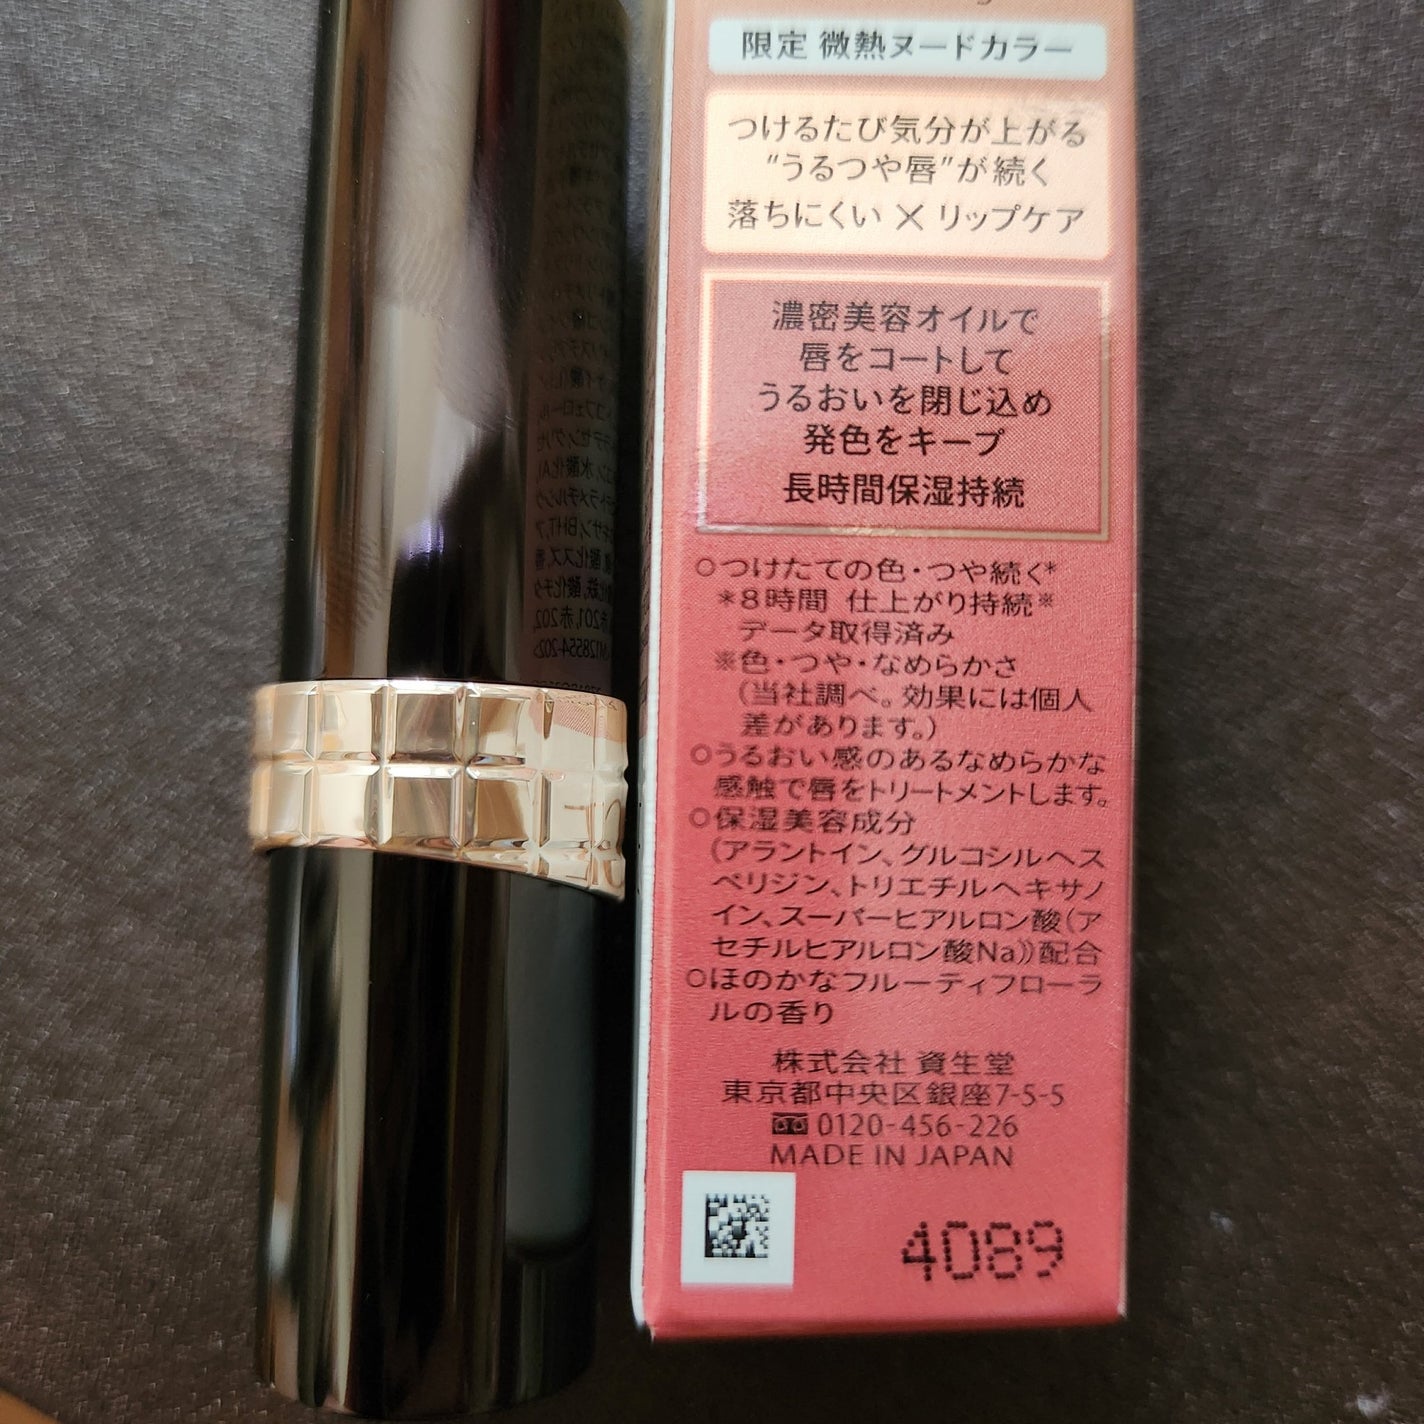 限定 微熱ヌードカラー
つけるたび気分が上がる
"うるつや唇"が続く
落ちにくい × リップケア
濃密美容オイルで
唇をコートして
うるおいを閉じ込め
発色をキープ
長時間保湿持続
○つけたての色・つや続く*
*8時間 仕上がり持続※
データ取得済み
※色・つや・なめらかさ
(当社調べ。効果には個人
差があります。)
○うるおい感のあるなめらかな
感触で唇をトリートメントします。
○保湿美容成分
(アラントイン、グルコシルヘス
ペリジン、トリエチルヘキサノ
イン、スーパーヒアルロン酸(ア
セチルヒアルロン酸Na))配合
○ほのかなフルーティフローラ
ルの香り
株式会社 資生堂
東京都中央区銀座7-5-5
0120-456-226
MADE IN JAPAN
4089